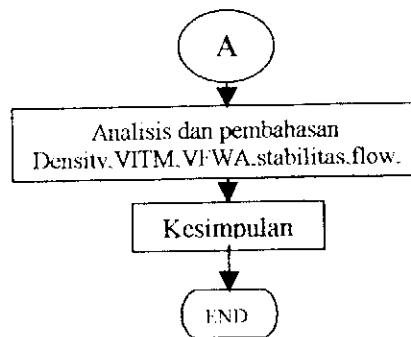 A
Analisis dan pembahasan
Density.VITM.VFWA.stabilitas.flow.
Kesimpulan
END